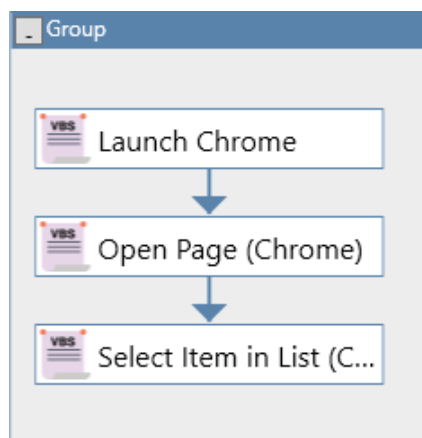 Group
VBS
Launch Chrome
VBS
Open Page (Chrome)
VBS
Select Item in List (C...